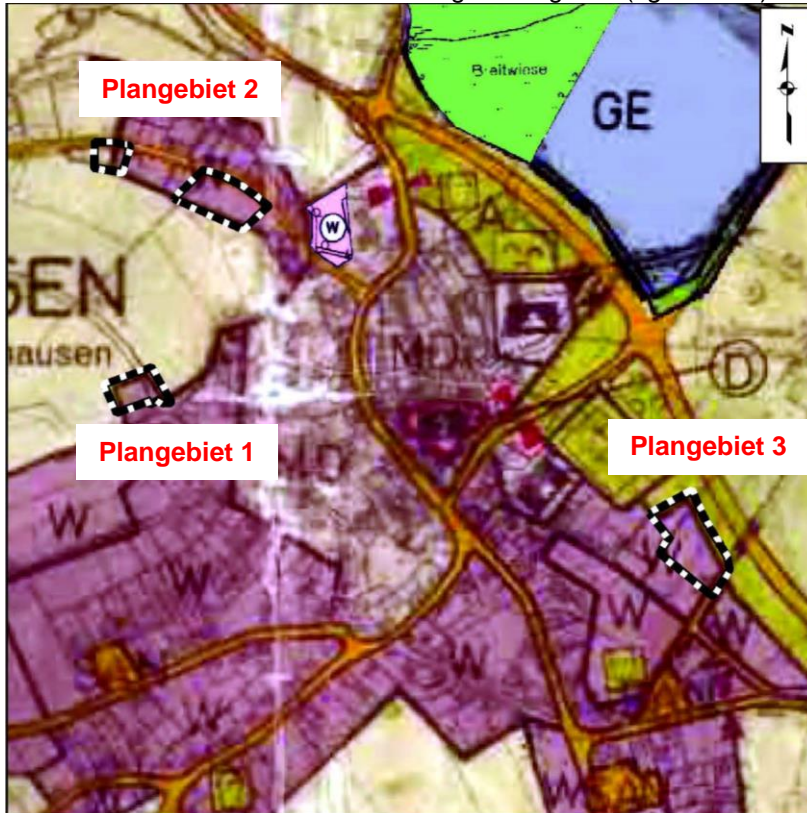 Breitwiese
N
Plangebiet 2
GE
A
W
SEN
MD
hausen
D
Plangebiet 1
MD
Plangebiet 3
W
W
W
W
W
W
W
W
W
W